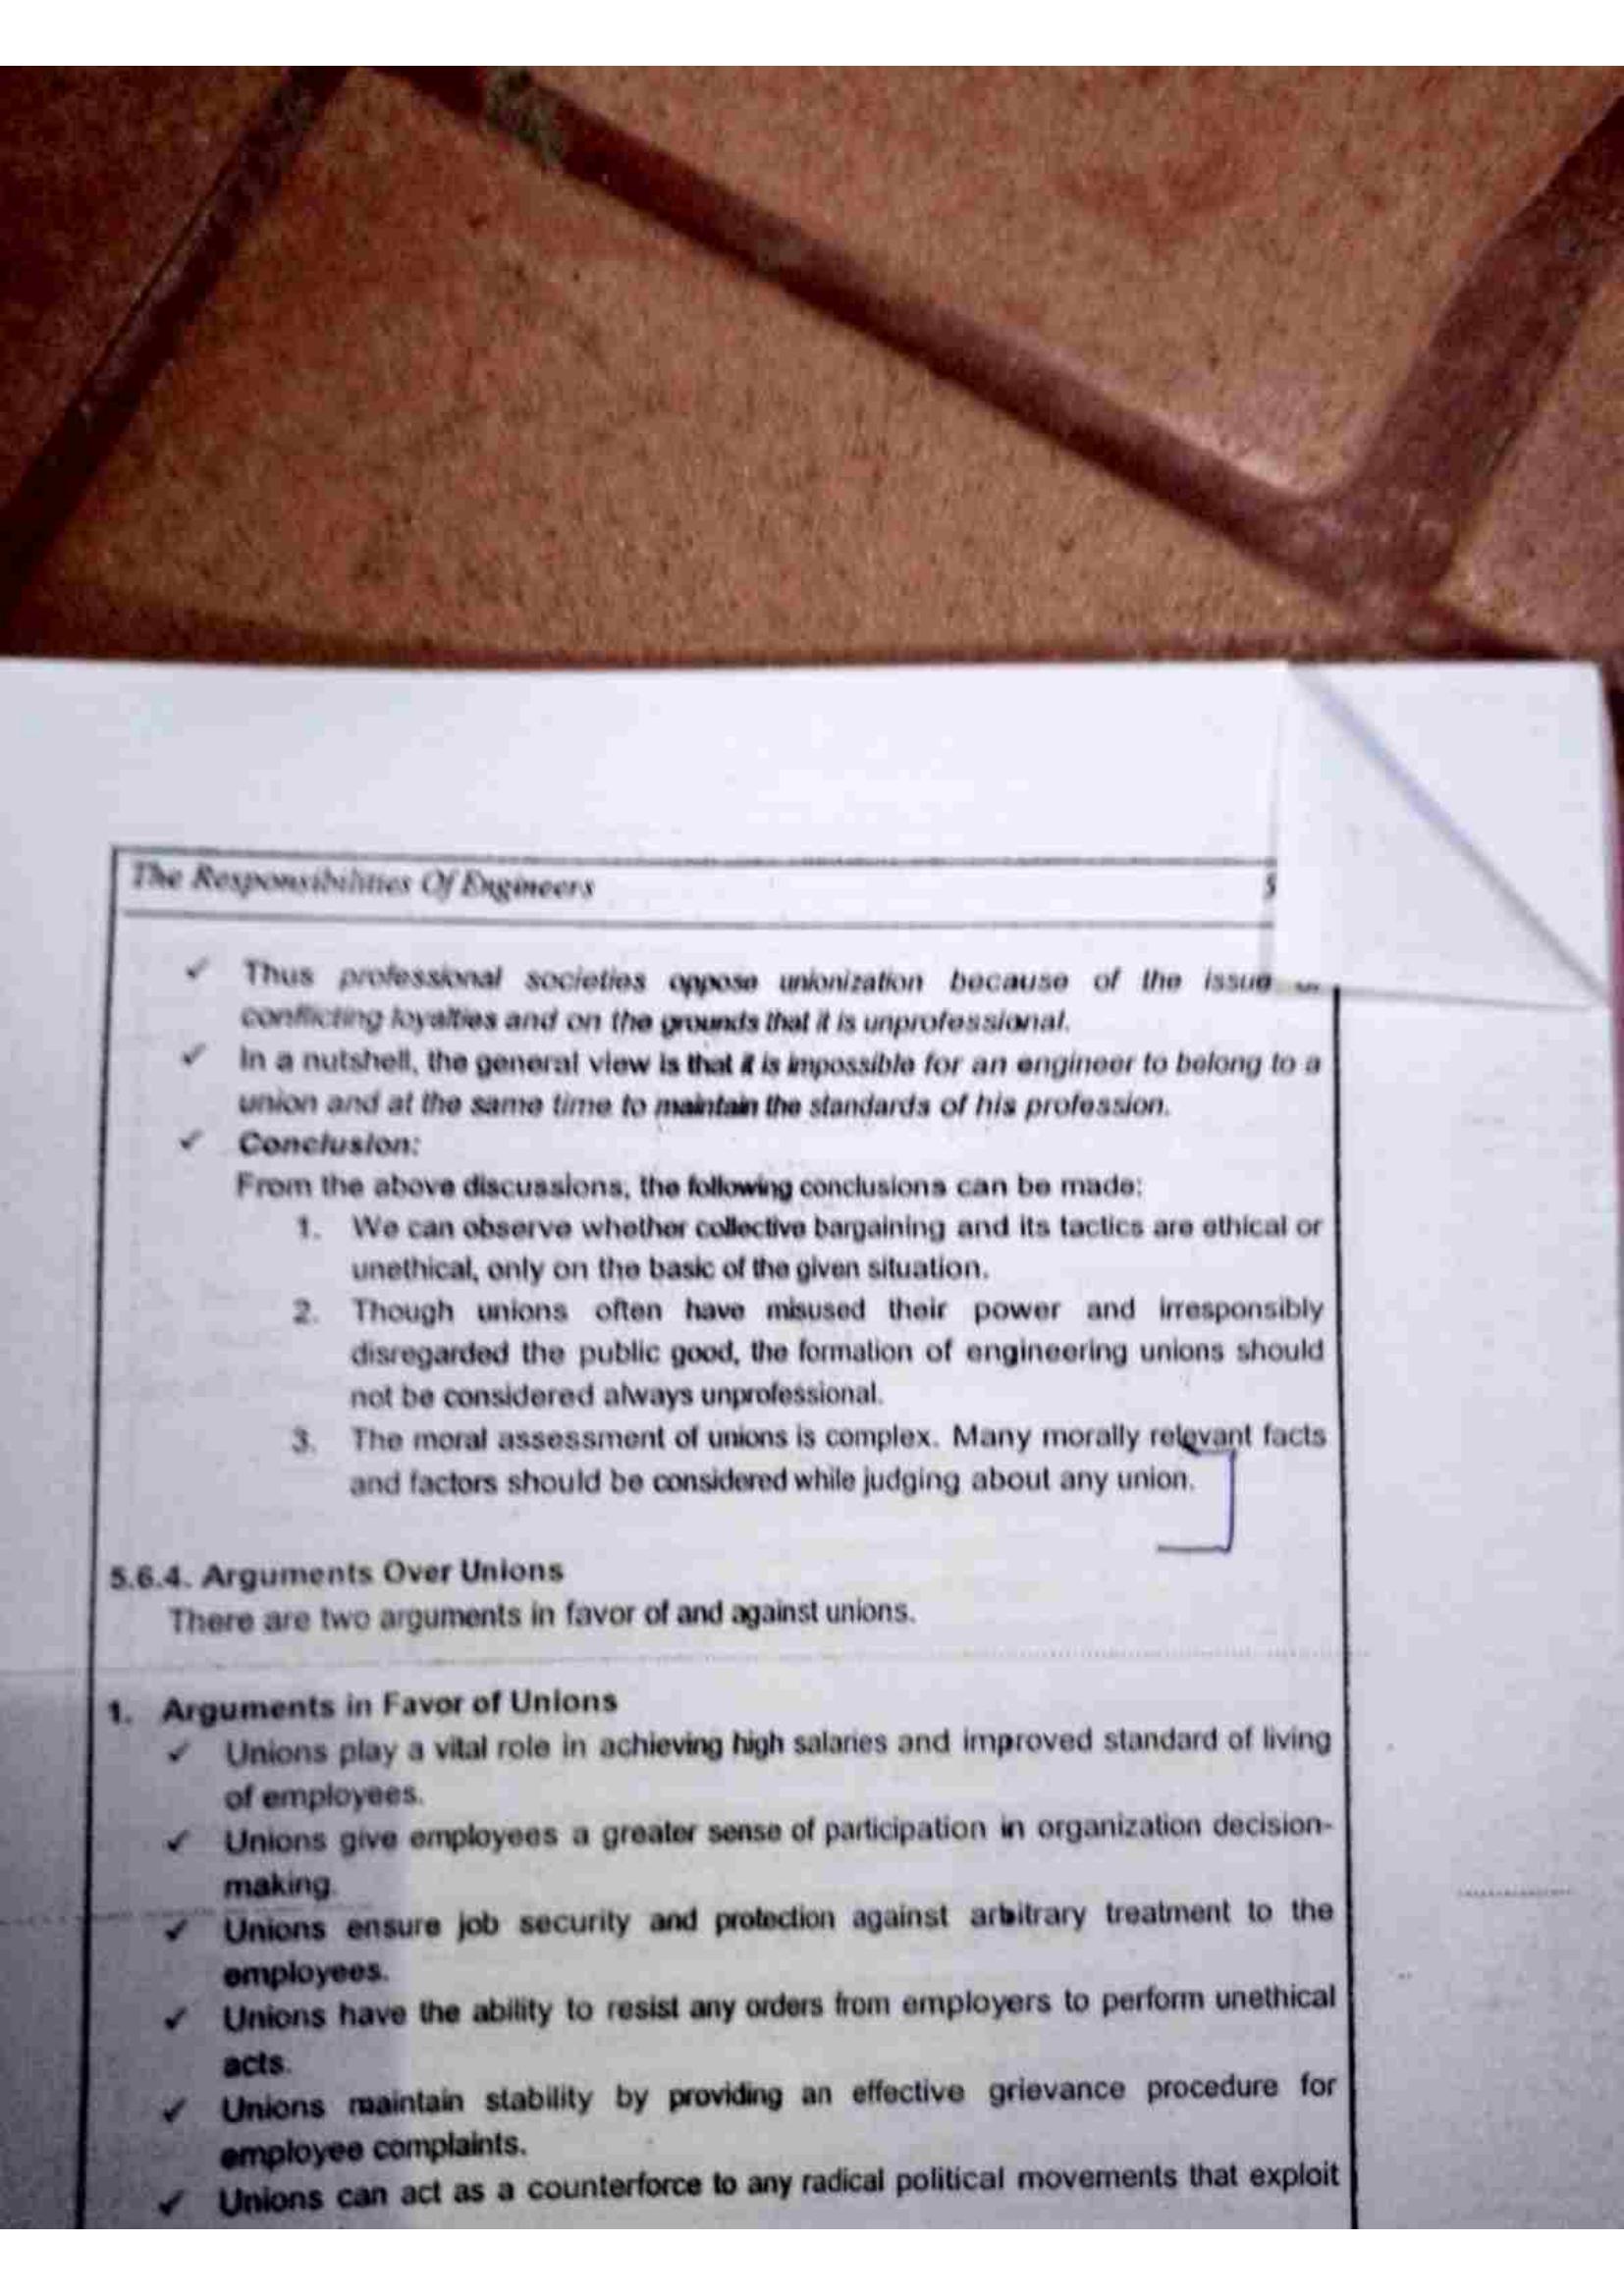 The Responsibilities Of Engineers 5
✓ Thus professional societies oppose unionization because of the issue
conflicting loyalties and on the grounds that it is unprofessional.
✓ In a nutshell, the general view is that it is impossible for an engineer to belong to a
union and at the same time to maintain the standards of his profession.
✓ Conclusion:
From the above discussions, the following conclusions can be made:
1. We can observe whether collective bargaining and its tactics are ethical or
unethical, only on the basic of the given situation.
2. Though unions often have misused their power and irresponsibly
disregarded the public good, the formation of engineering unions should
not be considered always unprofessional.
3. The moral assessment of unions is complex. Many morally relevant facts
and factors should be considered while judging about any union.
5.6.4. Arguments Over Unions
There are two arguments in favor of and against unions.
1. Arguments in Favor of Unions
✓ Unions play a vital role in achieving high salaries and improved standard of living
of employees.
✓ Unions give employees a greater sense of participation in organization decision-
making.
✓ Unions ensure job security and protection against arbitrary treatment to the
employees.
✓ Unions have the ability to resist any orders from employers to perform unethical
acts.
✓ Unions maintain stability by providing an effective grievance procedure for
employee complaints.
✓ Unions can act as a counterforce to any radical political movements that exploit